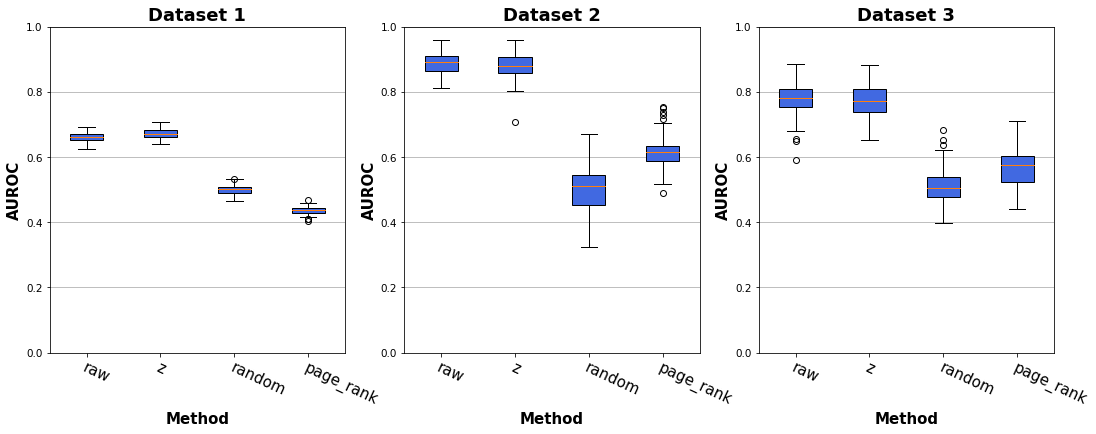 Dataset 1
1.0
0.8
0.6
0.4
0.2
0.0
AUROC
raw
z
random
page_rank
Method
Dataset 2
1.0
0.8
0.6
0.4
0.2
0.0
AUROC
raw
z
random
page_rank
Method
Dataset 3
1.0
0.8
0.6
0.4
0.2
0.0
AUROC
raw
z
random
page_rank
Method